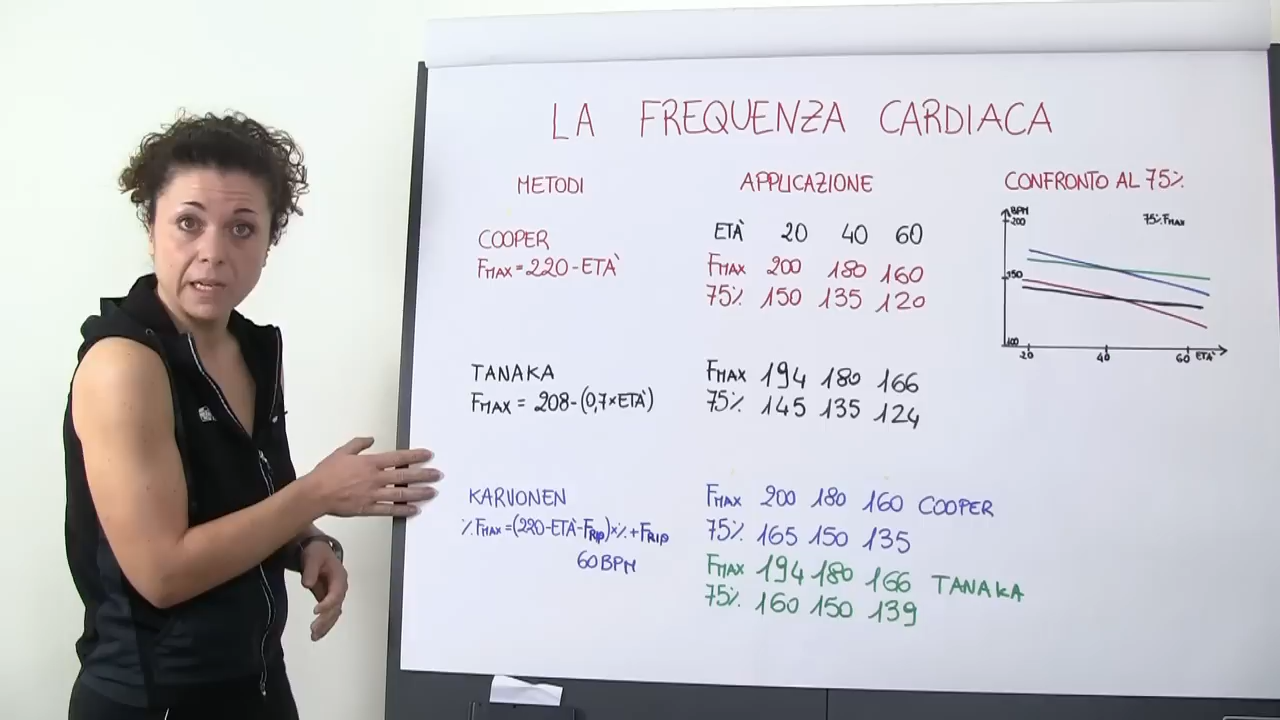 LA FREQUENZA CARDIACA
METODI
COOPER
FMAX = 220 - ETÀ
TANAKA
FMAX = 208 - (0,7×ETÀ)
KARVONEN
% FMAX = (220-ETÀ-FRIP)×% + FRIP
60 BPM
APPLICAZIONE
ETÀ 20 40 60
FMAX 200 180 160
75% 150 135 120
FMAX 194 180 166
75% 145 135 124
FMAX 200 180 160 COOPER
75% 165 150 135
FMAX 194 180 166 TANAKA
75% 160 150 139
CONFRONTO AL 75%
BPM
200
75% FMAX
150
100
20 40 60 ETÀ